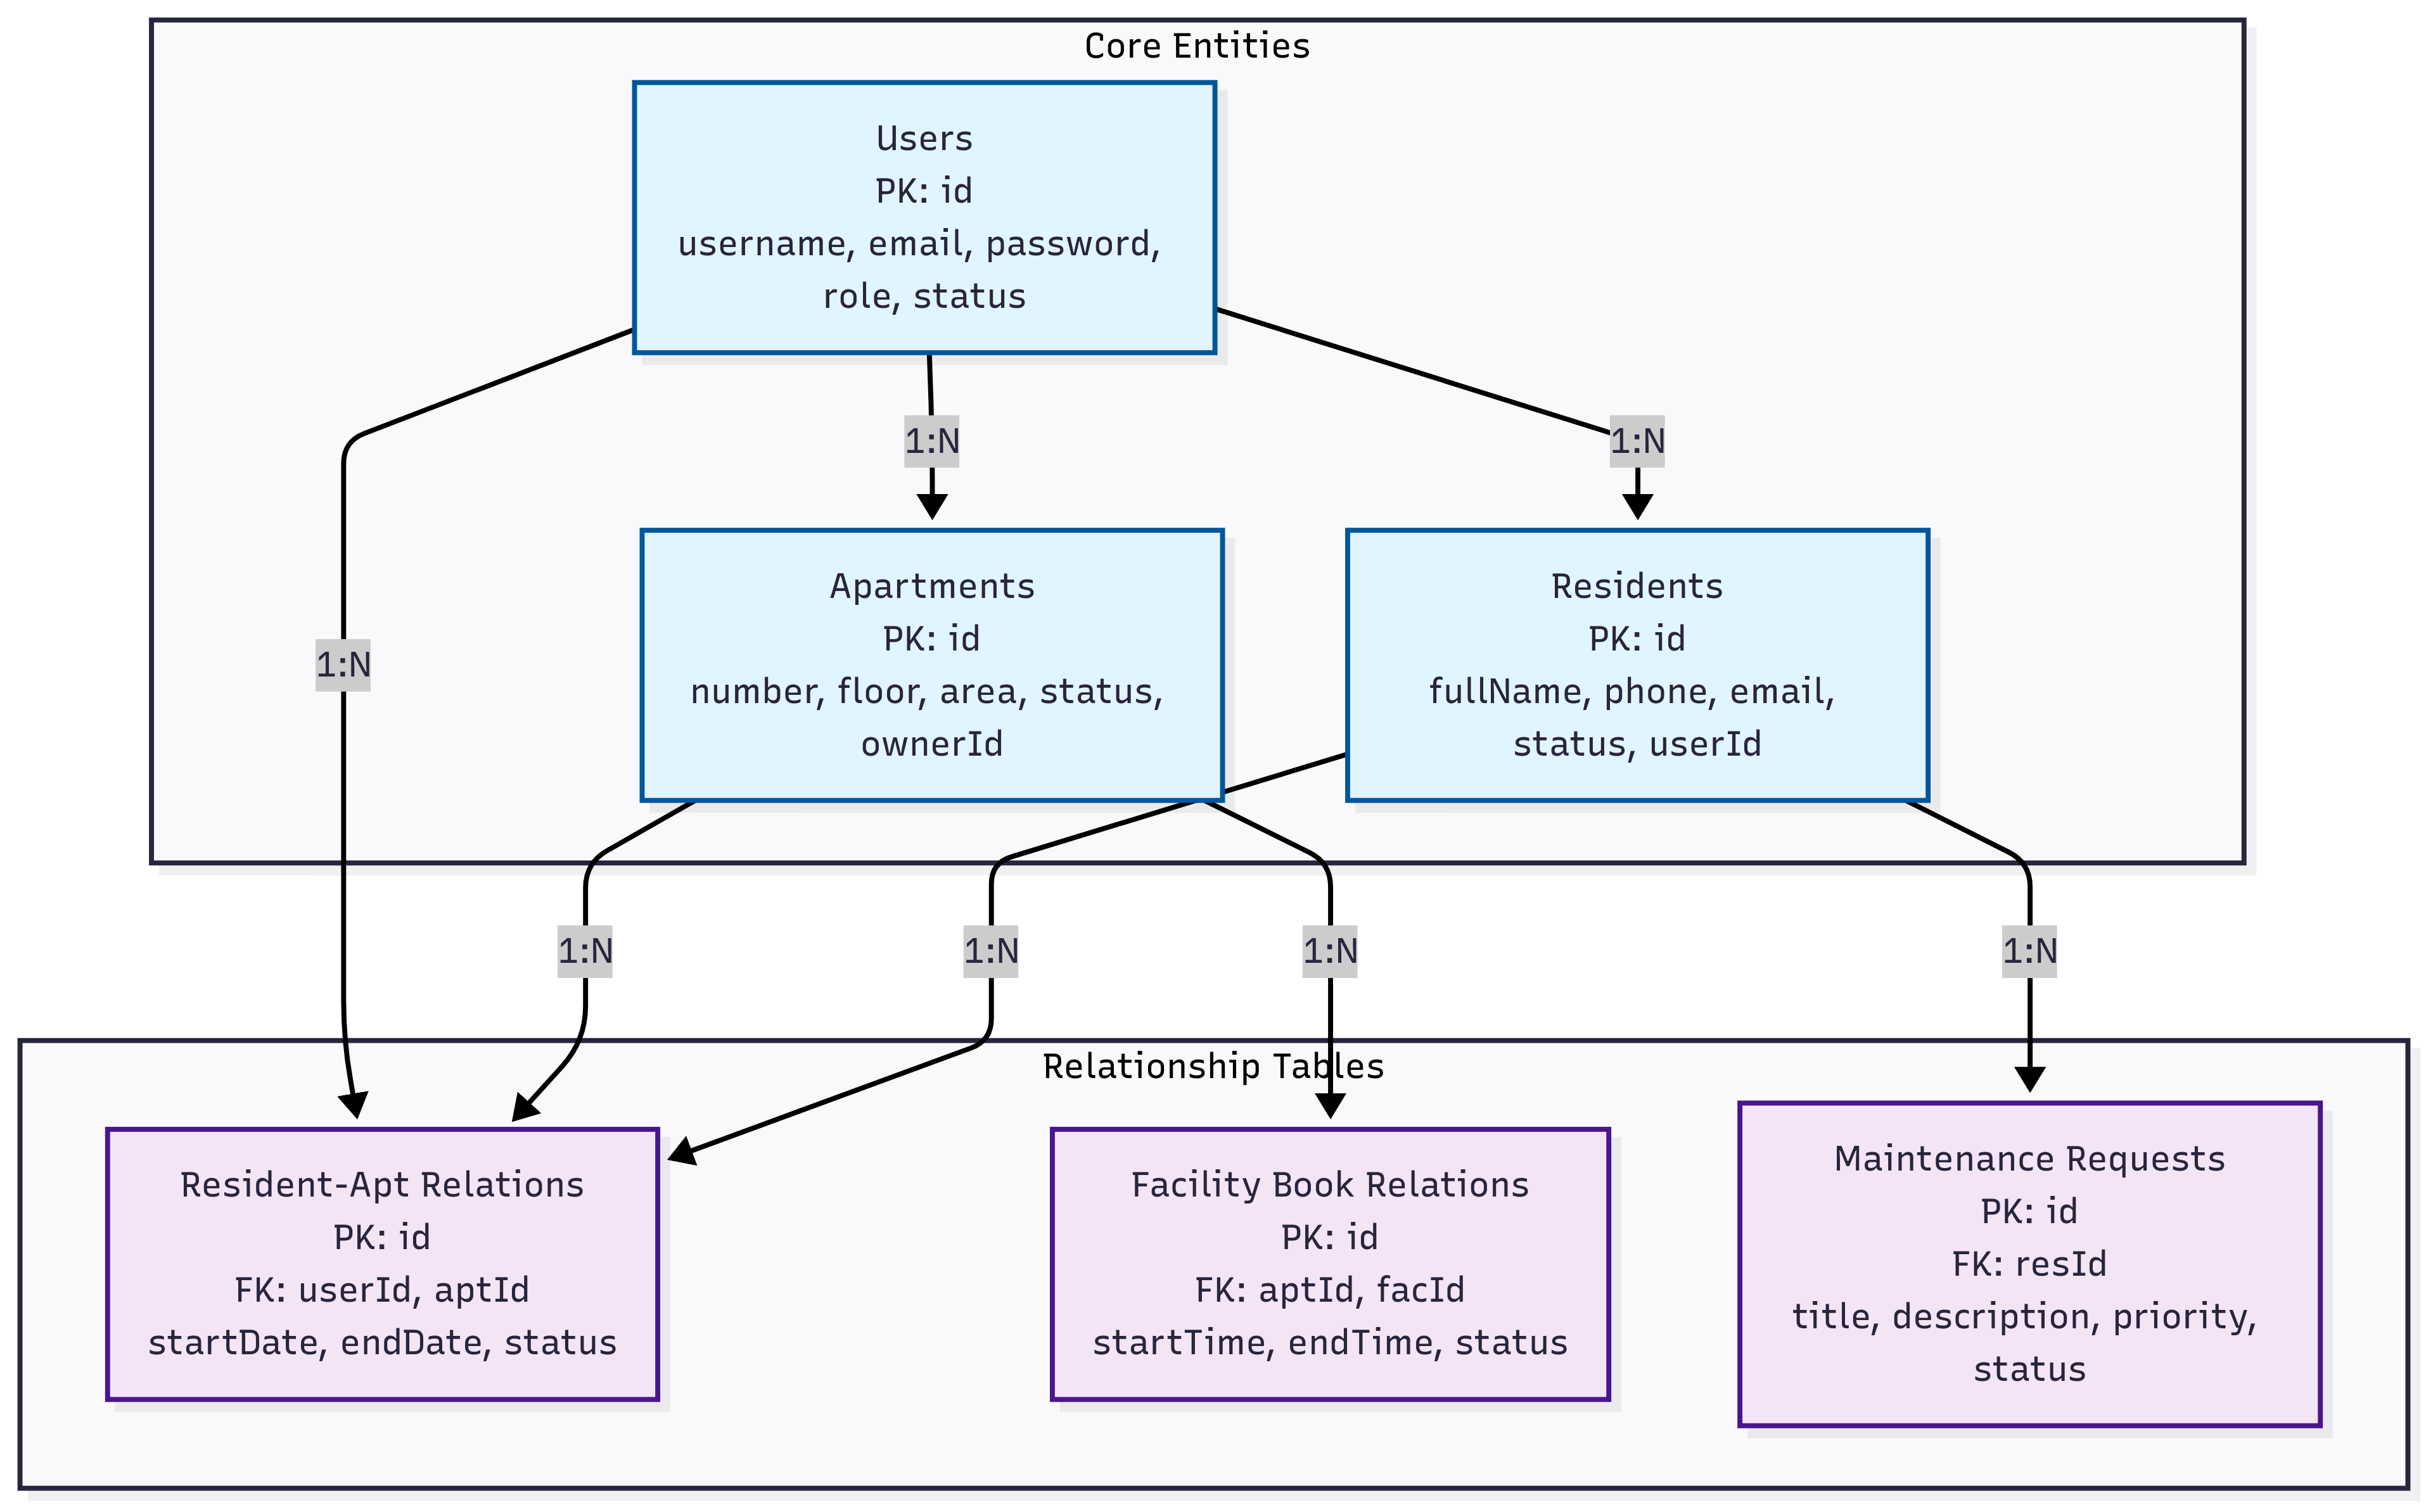 Core Entities
Users
PK: id
username, email, password,
role, status
1:N
1:N
1:N
Apartments
PK: id
number, floor, area, status,
ownerId
Residents
PK: id
fullName, phone, email,
status, userId
1:N
1:N
1:N
1:N
Relationship Tables
Resident-Apt Relations
PK: id
FK: userId, aptId
startDate, endDate, status
Facility Book Relations
PK: id
FK: aptId, facId
startTime, endTime, status
Maintenance Requests
PK: id
FK: resId
title, description, priority,
status